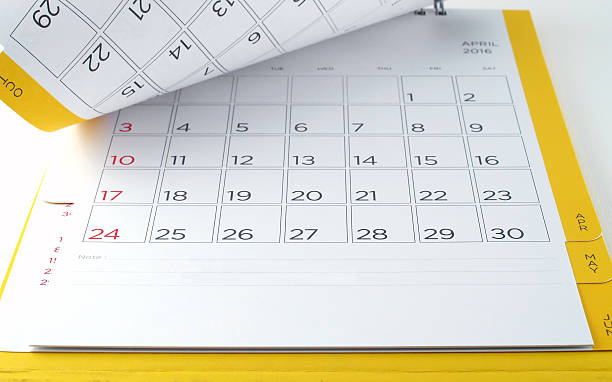 29
22
20
13
6
15
14
OCT
APRIL
2016
TUE WED THU FRI SAT
1 2
3 4 5 6 7 8 9
10 11 12 13 14 15 16
17 18 19 20 21 22 23
24 25 26 27 28 29 30
Note :
APR
MAY
JUN